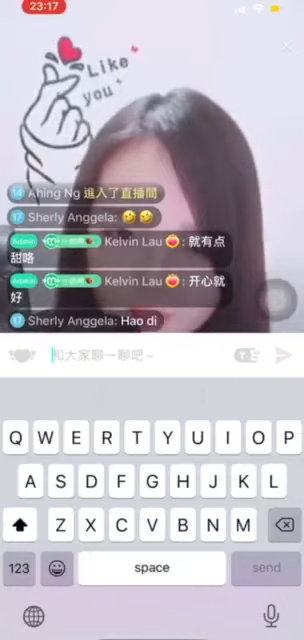 23:17
Like
you
14 Ahing Ng 進入了直播間
17 Sherly Anggela: 🤣🤣
Admin Kelvin Lau 😍: 就有点
甜咯
Admin Kelvin Lau 😍: 开心就
好
17 Sherly Anggela: Hao di
和大家聊一聊吧~
Q W E R T Y U I O P
A S D F G H J K L
Z X C V B N M
123 space send